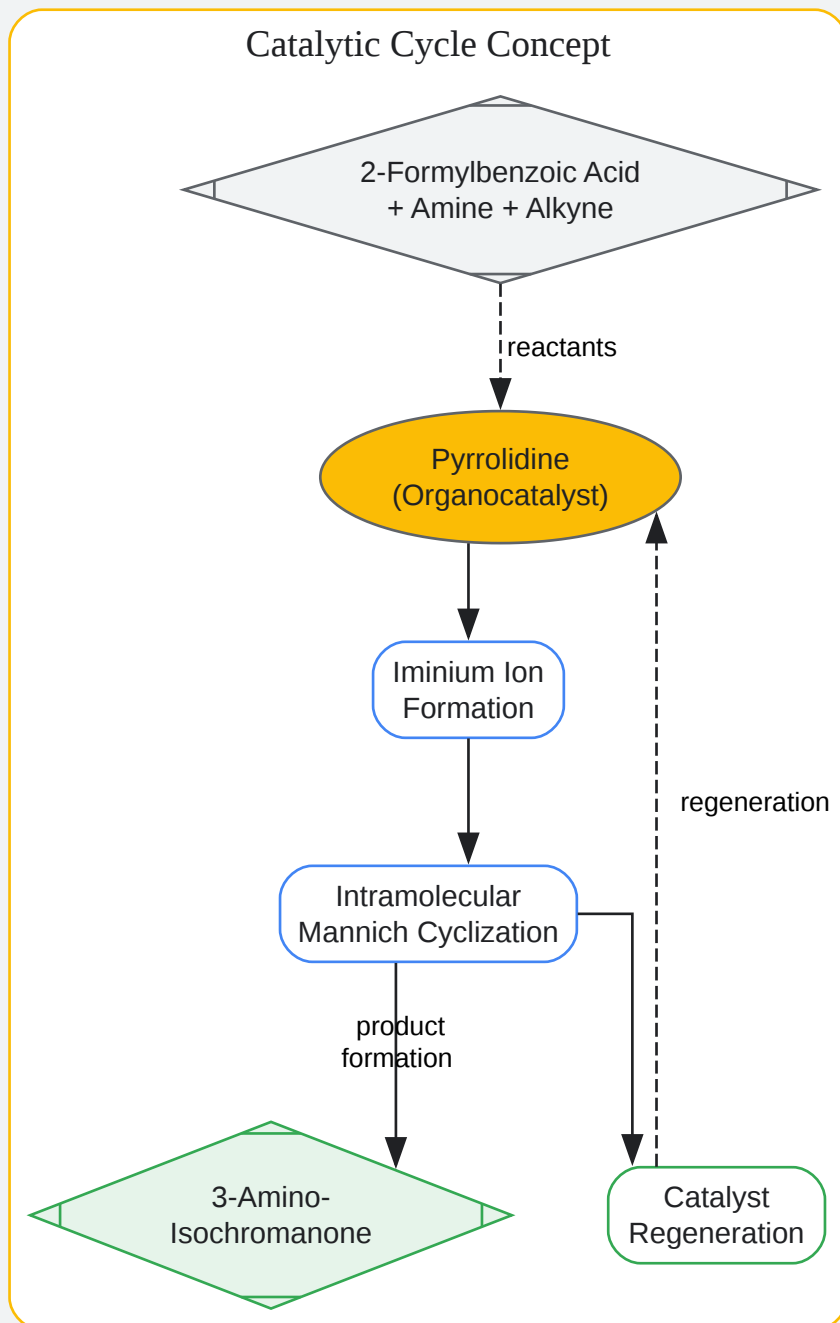 Catalytic Cycle Concept
2-Formylbenzoic Acid
+ Amine + Alkyne
reactants
Pyrrolidine
(Organocatalyst)
Iminium Ion
Formation
regeneration
Intramolecular
Mannich Cyclization
product
formation
3-Amino-
Isochromanone
Catalyst
Regeneration